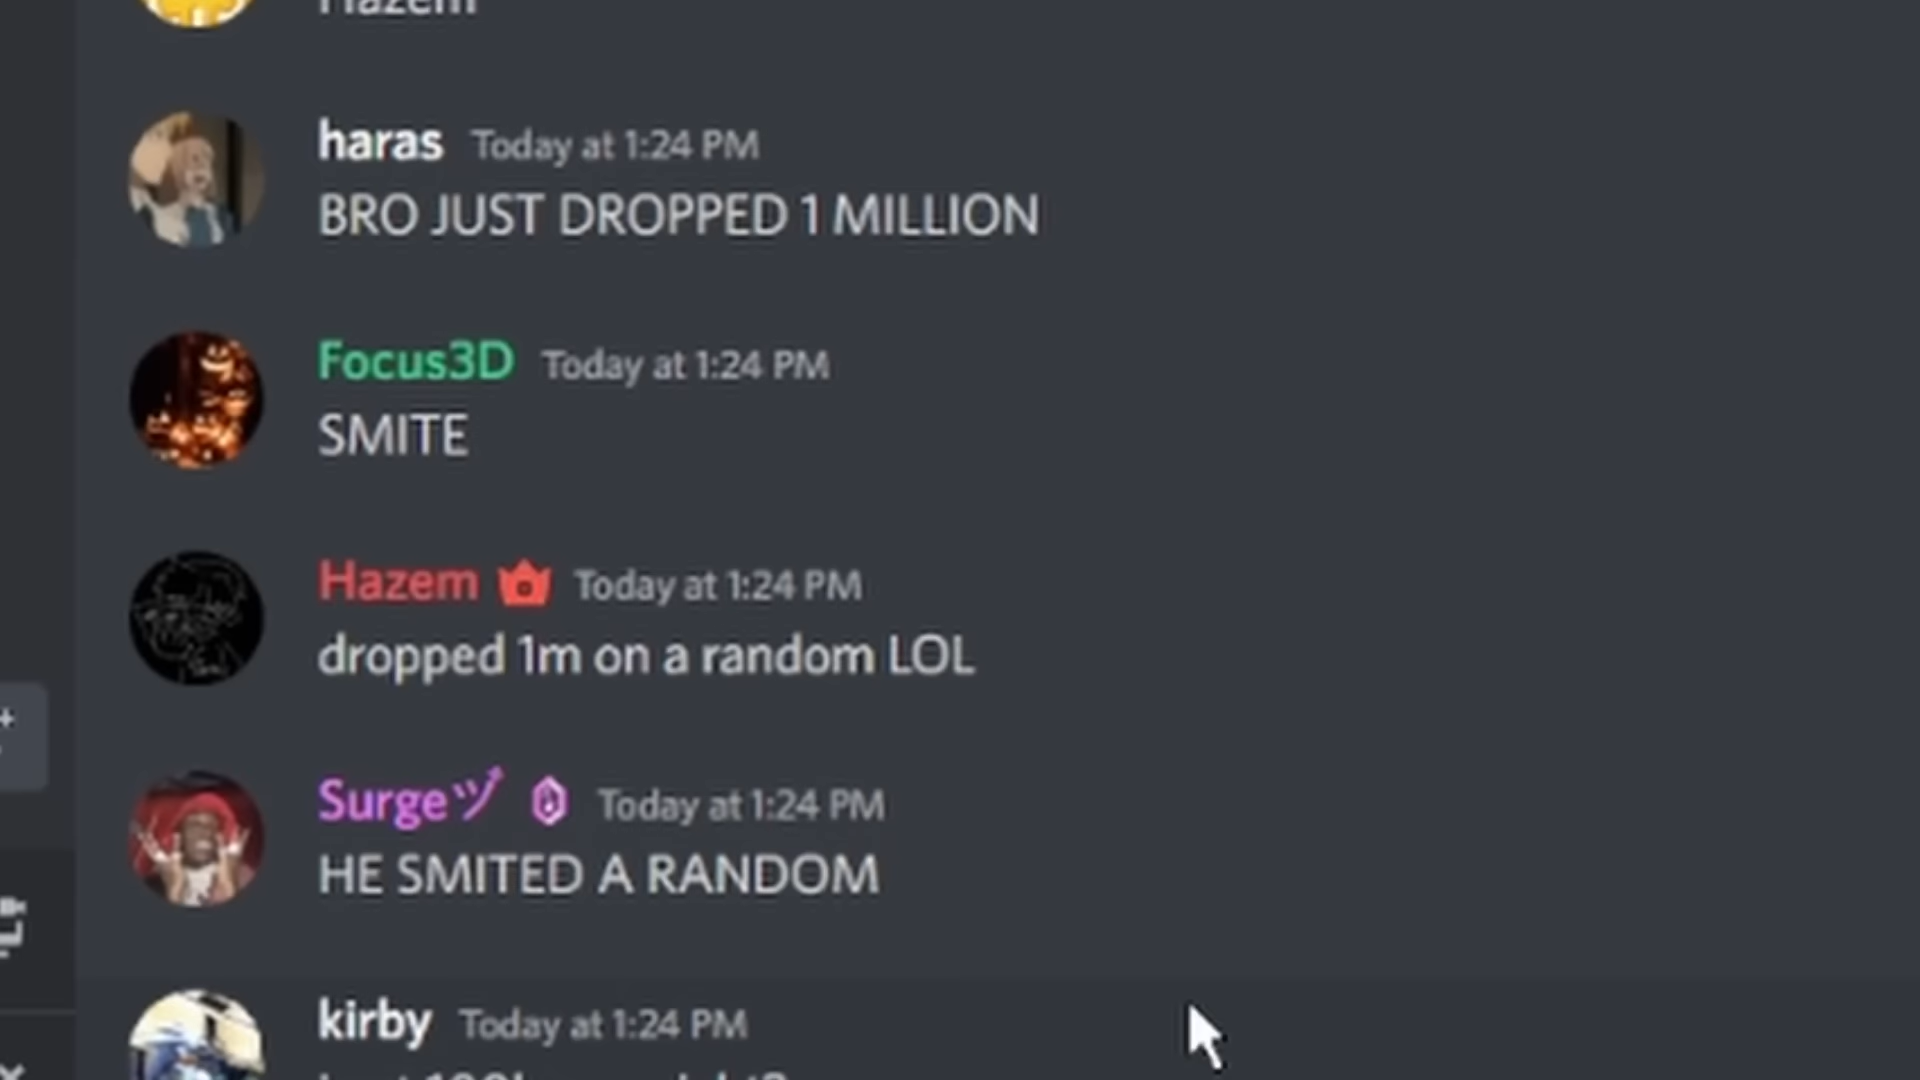 Hazem
haras Today at 1:24 PM
BRO JUST DROPPED 1 MILLION
Focus3D Today at 1:24 PM
SMITE
Hazem Today at 1:24 PM
dropped 1m on a random LOL
Surgeヅ Today at 1:24 PM
HE SMITED A RANDOM
kirby Today at 1:24 PM